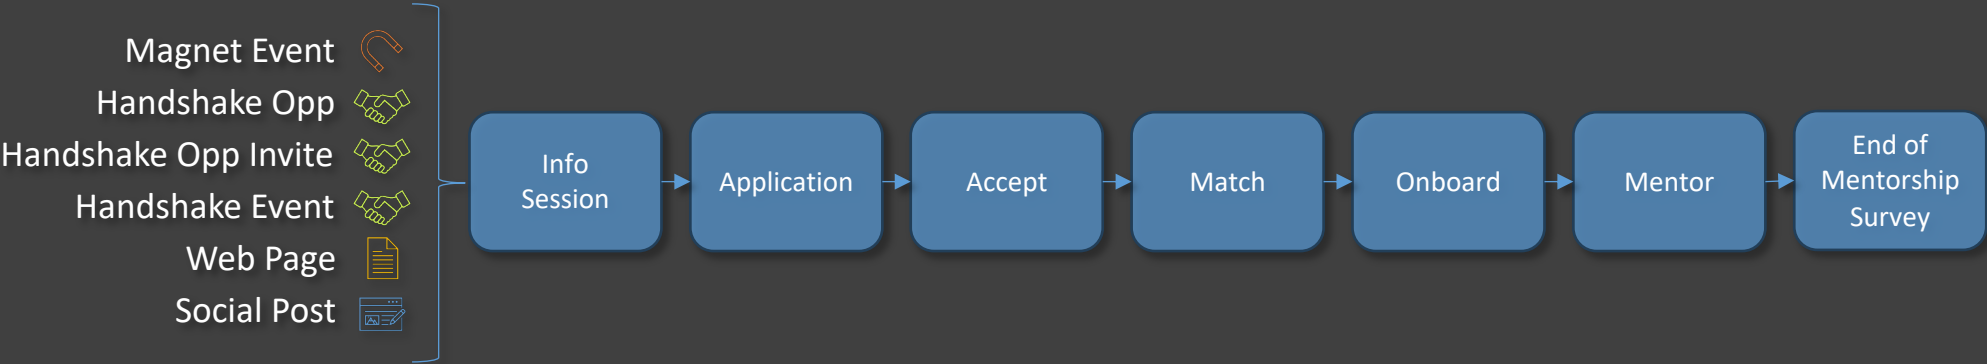 Magnet Event
Handshake Opp
Handshake Opp Invite
Handshake Event
Web Page
Social Post
Info
Session
Application
Accept
Match
Onboard
Mentor
End of
Mentorship
Survey